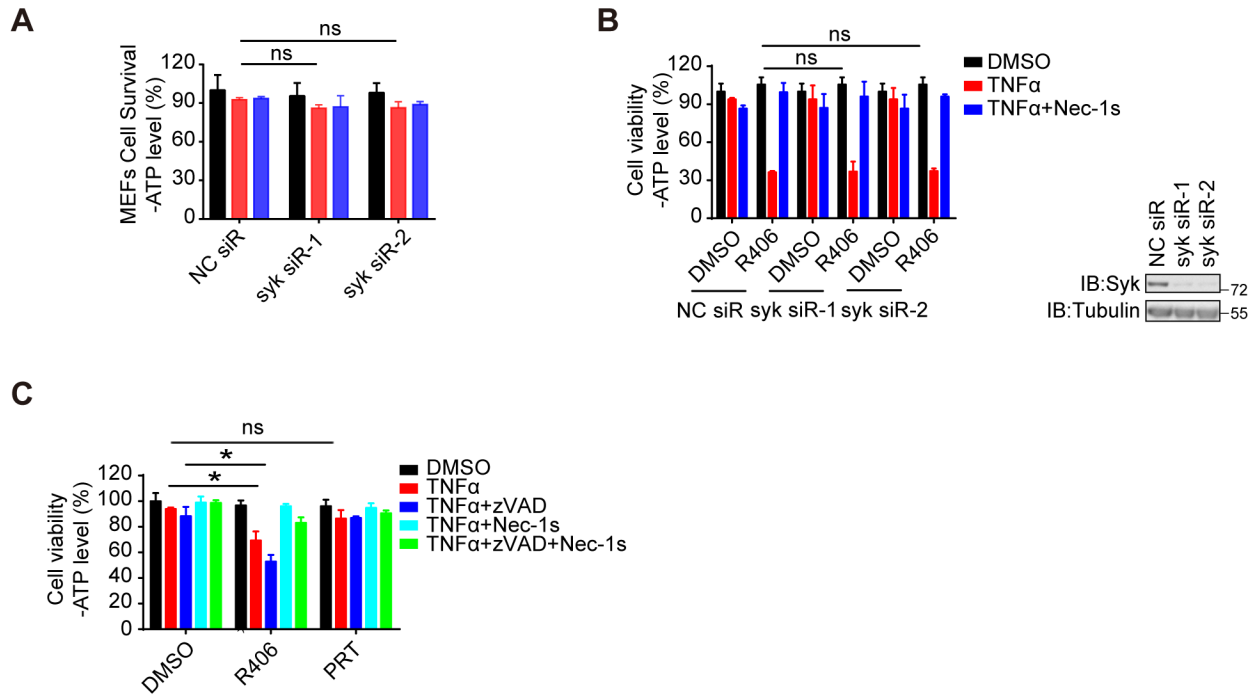 A
ns
ns
MEFs Cell Survival
-ATP level (%)
120
90
60
30
0
NC siR
syk siR-1
syk siR-2
B
ns
ns
Cell viability
-ATP level (%)
120
90
60
30
0
DMSO
R406
DMSO
R406
DMSO
R406
NC siR
syk siR-1
syk siR-2
DMSO
TNFα
TNFα+Nec-1s
NC siR
syk siR-1
syk siR-2
IB:Syk
72
IB:Tubulin
55
C
ns
*
*
Cell viability
-ATP level (%)
120
100
80
60
40
20
0
DMSO
R406
PRT
DMSO
TNFα
TNFα+zVAD
TNFα+Nec-1s
TNFα+zVAD+Nec-1s